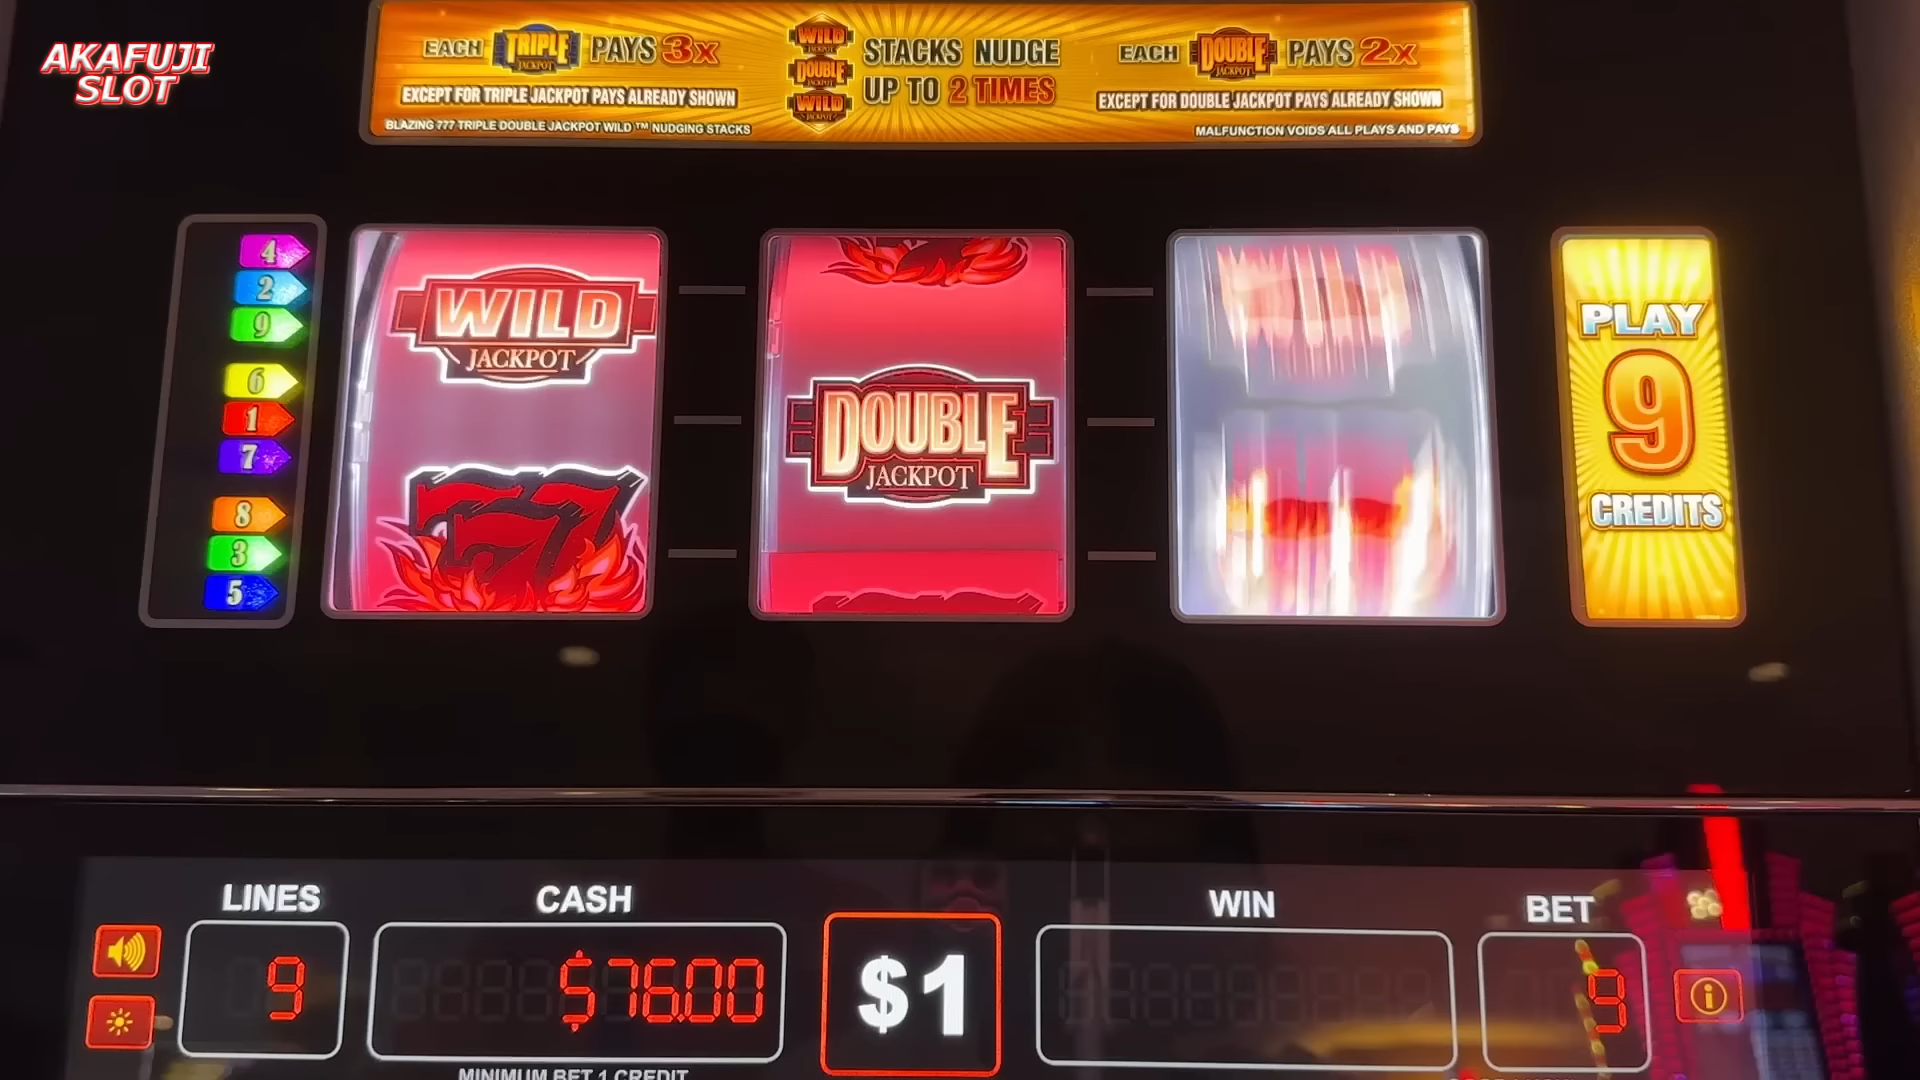 AKAFUJI
SLOT
EACH TRIPLE JACKPOT PAYS 3x
EXCEPT FOR TRIPLE JACKPOT PAYS ALREADY SHOWN
BLAZING 777 TRIPLE DOUBLE JACKPOT WILD ™ NUDGING STACKS
WILD
JACKPOT
DOUBLE
JACKPOT
WILD
JACKPOT
STACKS NUDGE
UP TO 2 TIMES
EACH DOUBLE JACKPOT PAYS 2x
EXCEPT FOR DOUBLE JACKPOT PAYS ALREADY SHOWN
MALFUNCTION VOIDS ALL PLAYS AND PAYS
4
2
9
6
1
7
8
3
5
WILD
JACKPOT
777
DOUBLE
JACKPOT
PLAY
9
CREDITS
LINES
9
CASH
$76.00
$1
WIN
BET
9
MINIMUM BET 1 CREDIT